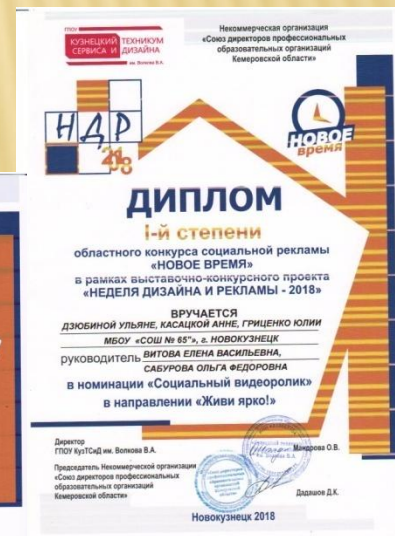 ГПОУ
КУЗНЕЦКИЙ ТЕХНИКУМ
СЕРВИСА И ДИЗАЙНА
им. Волкова В.А.
Некоммерческая организация
«Союз директоров профессиональных
образовательных организаций
Кемеровской области»
НДР
НОВОЕ
время
ДИПЛОМ
I-й степени
областного конкурса социальной рекламы
«НОВОЕ ВРЕМЯ»
в рамках выставочно-конкурсного проекта
«НЕДЕЛЯ ДИЗАЙНА И РЕКЛАМЫ - 2018»
ВРУЧАЕТСЯ
ДЗЮБИНОЙ УЛЬЯНЕ, КАСАЦКОЙ АННЕ, ГРИЦЕНКО ЮЛИИ
МБОУ «СОШ № 65"», г. НОВОКУЗНЕЦК
руководитель ВИТОВА ЕЛЕНА ВАСИЛЬЕВНА,
САБУРОВА ОЛЬГА ФЕДОРОВНА
в номинации «Социальный видеоролик»
в направлении «Живи ярко!»
Директор
ГПОУ КузТСиД им. Волкова В.А.
Мандрова О.В.
Председатель Некоммерческой организации
«Союз директоров профессиональных
образовательных организаций
Кемеровской области»
Дадашов Д.К.
Новокузнецк 2018